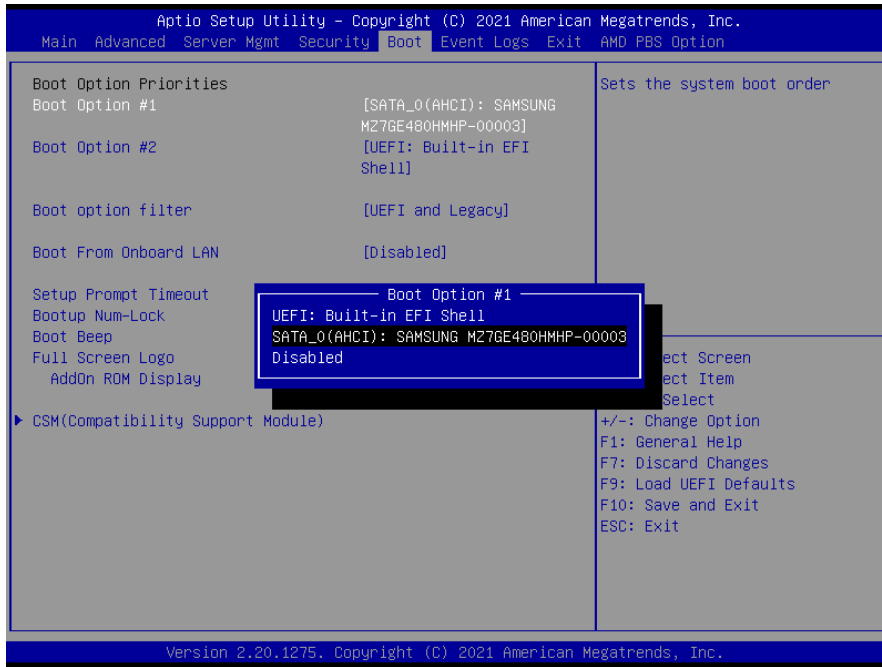 Aptio Setup Utility – Copyright (C) 2021 American Megatrends, Inc.
Main Advanced Server Mgmt Security Boot Event Logs Exit AMD PBS Option
Boot Option Priorities
Boot Option #1 [SATA_0(AHCI): SAMSUNG
MZ7GE480HMHP-00003]
Boot Option #2 [UEFI: Built-in EFI
Shell]
Boot option filter [UEFI and Legacy]
Boot From Onboard LAN [Disabled]
Setup Prompt Timeout
Bootup Num-Lock
Boot Beep
Full Screen Logo
AddOn ROM Display
CSM(Compatibility Support Module)
Boot Option #1
UEFI: Built-in EFI Shell
SATA_0(AHCI): SAMSUNG MZ7GE480HMHP-00003
Disabled
Sets the system boot order
ect Screen
ect Item
Select
+/-: Change Option
F1: General Help
F7: Discard Changes
F9: Load UEFI Defaults
F10: Save and Exit
ESC: Exit
Version 2.20.1275. Copyright (C) 2021 American Megatrends, Inc.